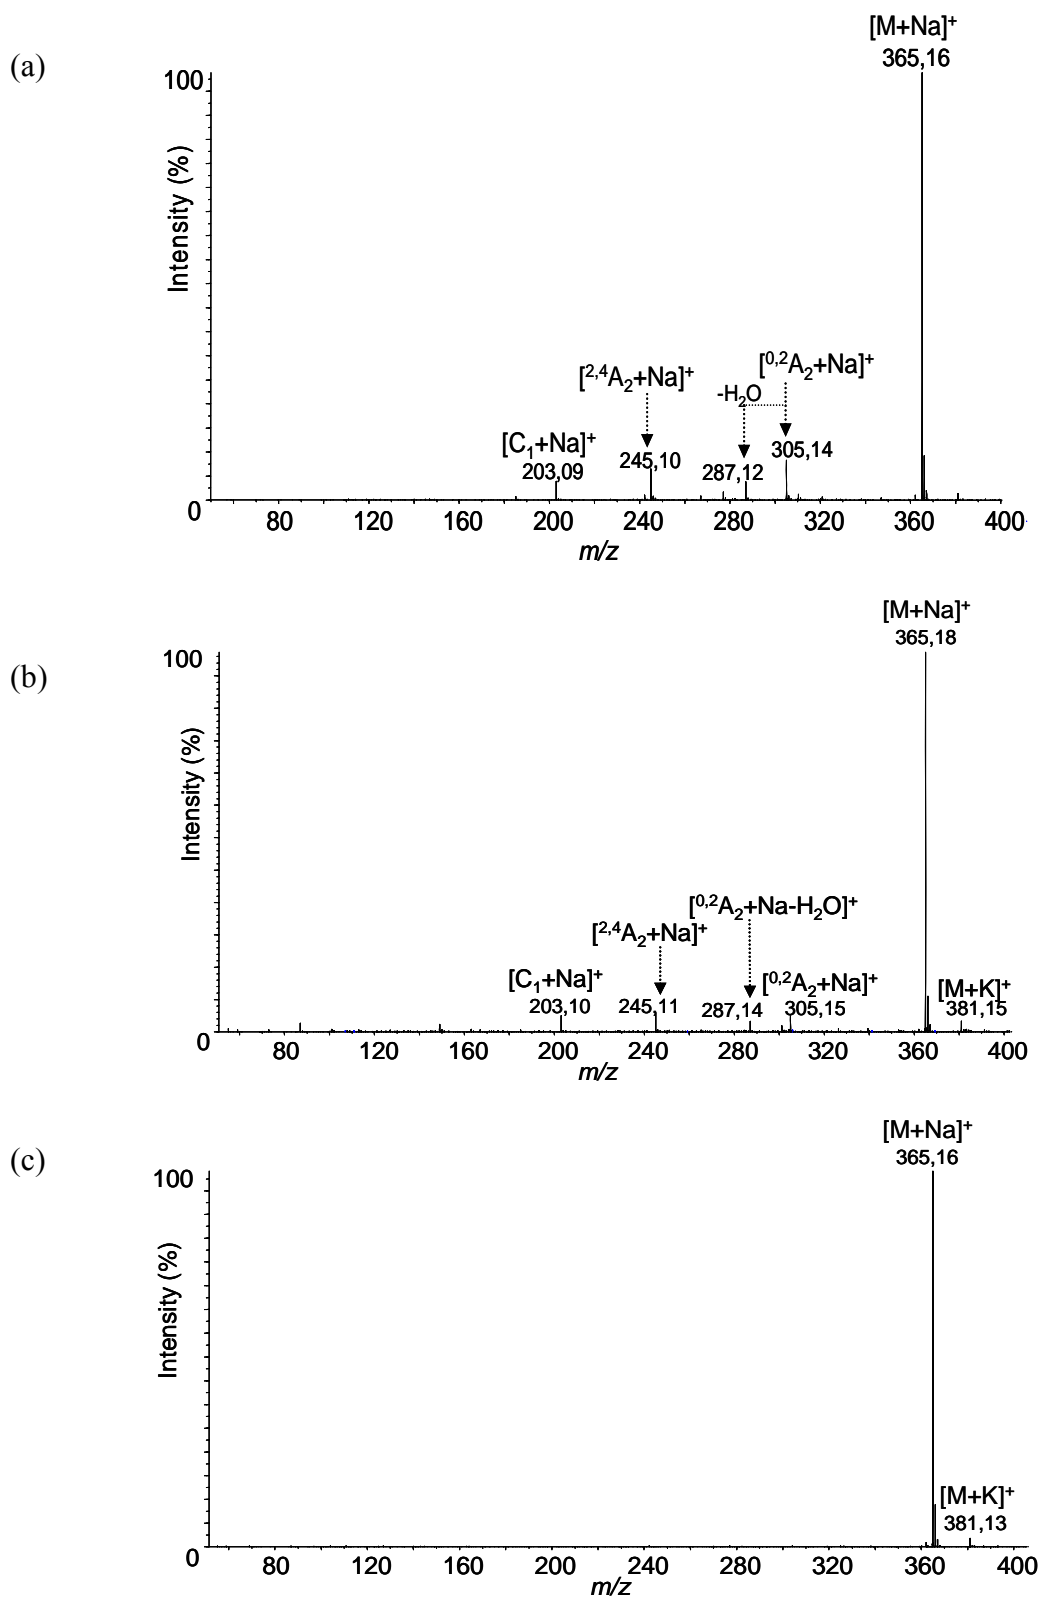 (a)
[M+Na]⁺
365,16
100
Intensity (%)
[⁰,²A₂+Na]⁺
[²,⁴A₂+Na]⁺
-H₂O
[C₁+Na]⁺
305,14
245,10
203,09
287,12
0
80 120 160 200 240 280 320 360 400
m/z
(b)
[M+Na]⁺
365,18
100
Intensity (%)
[⁰,²A₂+Na-H₂O]⁺
[²,⁴A₂+Na]⁺
[C₁+Na]⁺
[⁰,²A₂+Na]⁺
[M+K]⁺
203,10 245,11 287,14 305,15 381,15
0
80 120 160 200 240 280 320 360 400
m/z
(c)
[M+Na]⁺
365,16
100
Intensity (%)
[M+K]⁺
381,13
0
80 120 160 200 240 280 320 360 400
m/z